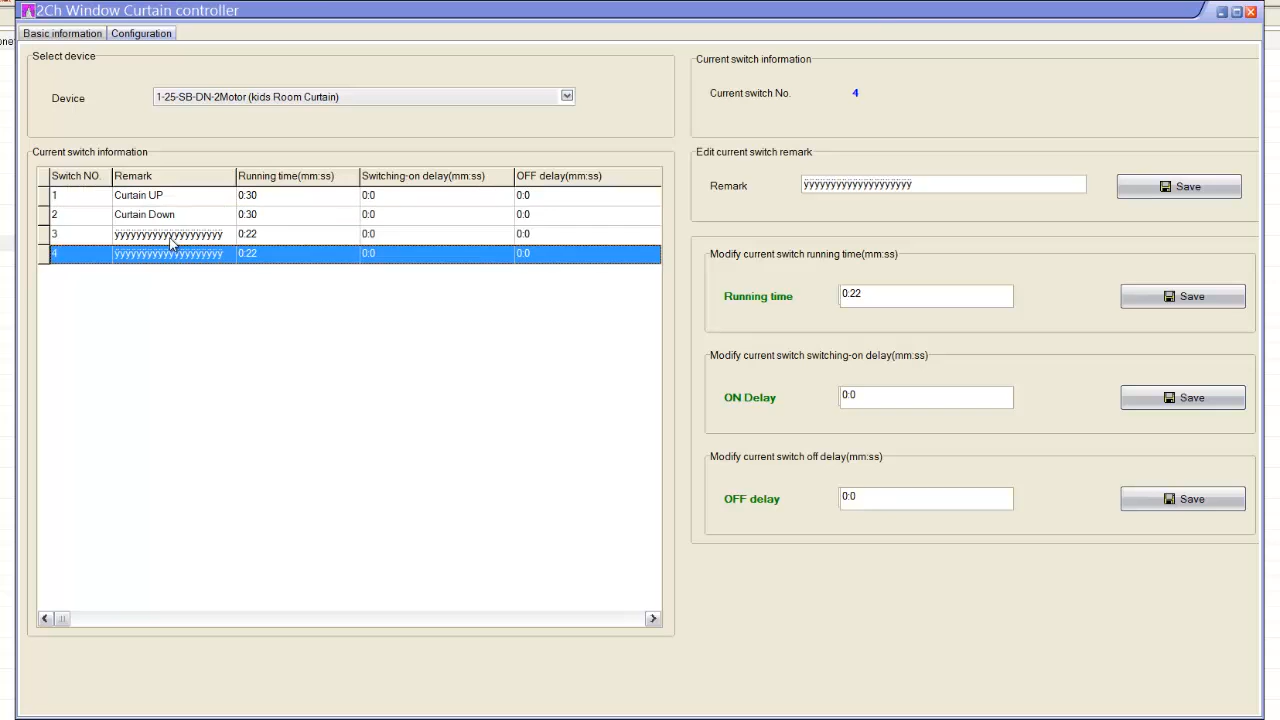 2Ch Window Curtain controller
Basic information
Configuration
Select device
Device
1-25-SB-DN-2Motor (kids Room Curtain)
Current switch information
Switch NO. Remark Running time(mm:ss) Switching-on delay(mm:ss) OFF delay(mm:ss)
1 Curtain UP 0:30 0:0 0:0
2 Curtain Down 0:30 0:0 0:0
3 ÿÿÿÿÿÿÿÿÿÿÿÿÿÿÿÿÿÿÿÿ 0:22 0:0 0:0
4 ÿÿÿÿÿÿÿÿÿÿÿÿÿÿÿÿÿÿÿÿ 0:22 0:0 0:0
Current switch information
Current switch No. 4
Edit current switch remark
Remark ÿÿÿÿÿÿÿÿÿÿÿÿÿÿÿÿÿÿÿÿ Save
Modify current switch running time(mm:ss)
Running time 0:22 Save
Modify current switch switching-on delay(mm:ss)
ON Delay 0:0 Save
Modify current switch off delay(mm:ss)
OFF delay 0:0 Save